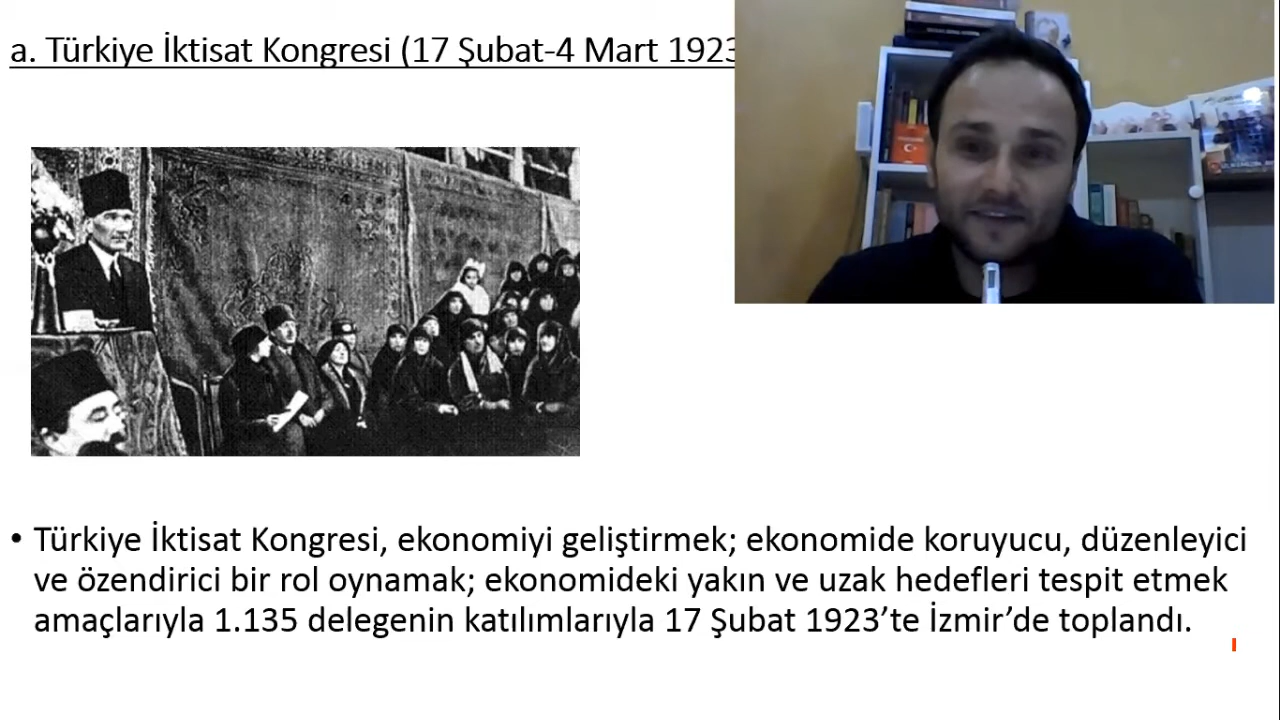 a. Türkiye İktisat Kongresi (17 Şubat-4 Mart 1923
• Türkiye İktisat Kongresi, ekonomiyi geliştirmek; ekonomide koruyucu, düzenleyici
ve özendirici bir rol oynamak; ekonomideki yakın ve uzak hedefleri tespit etmek
amaçlarıyla 1.135 delegenin katılımlarıyla 17 Şubat 1923’te İzmir’de toplandı.